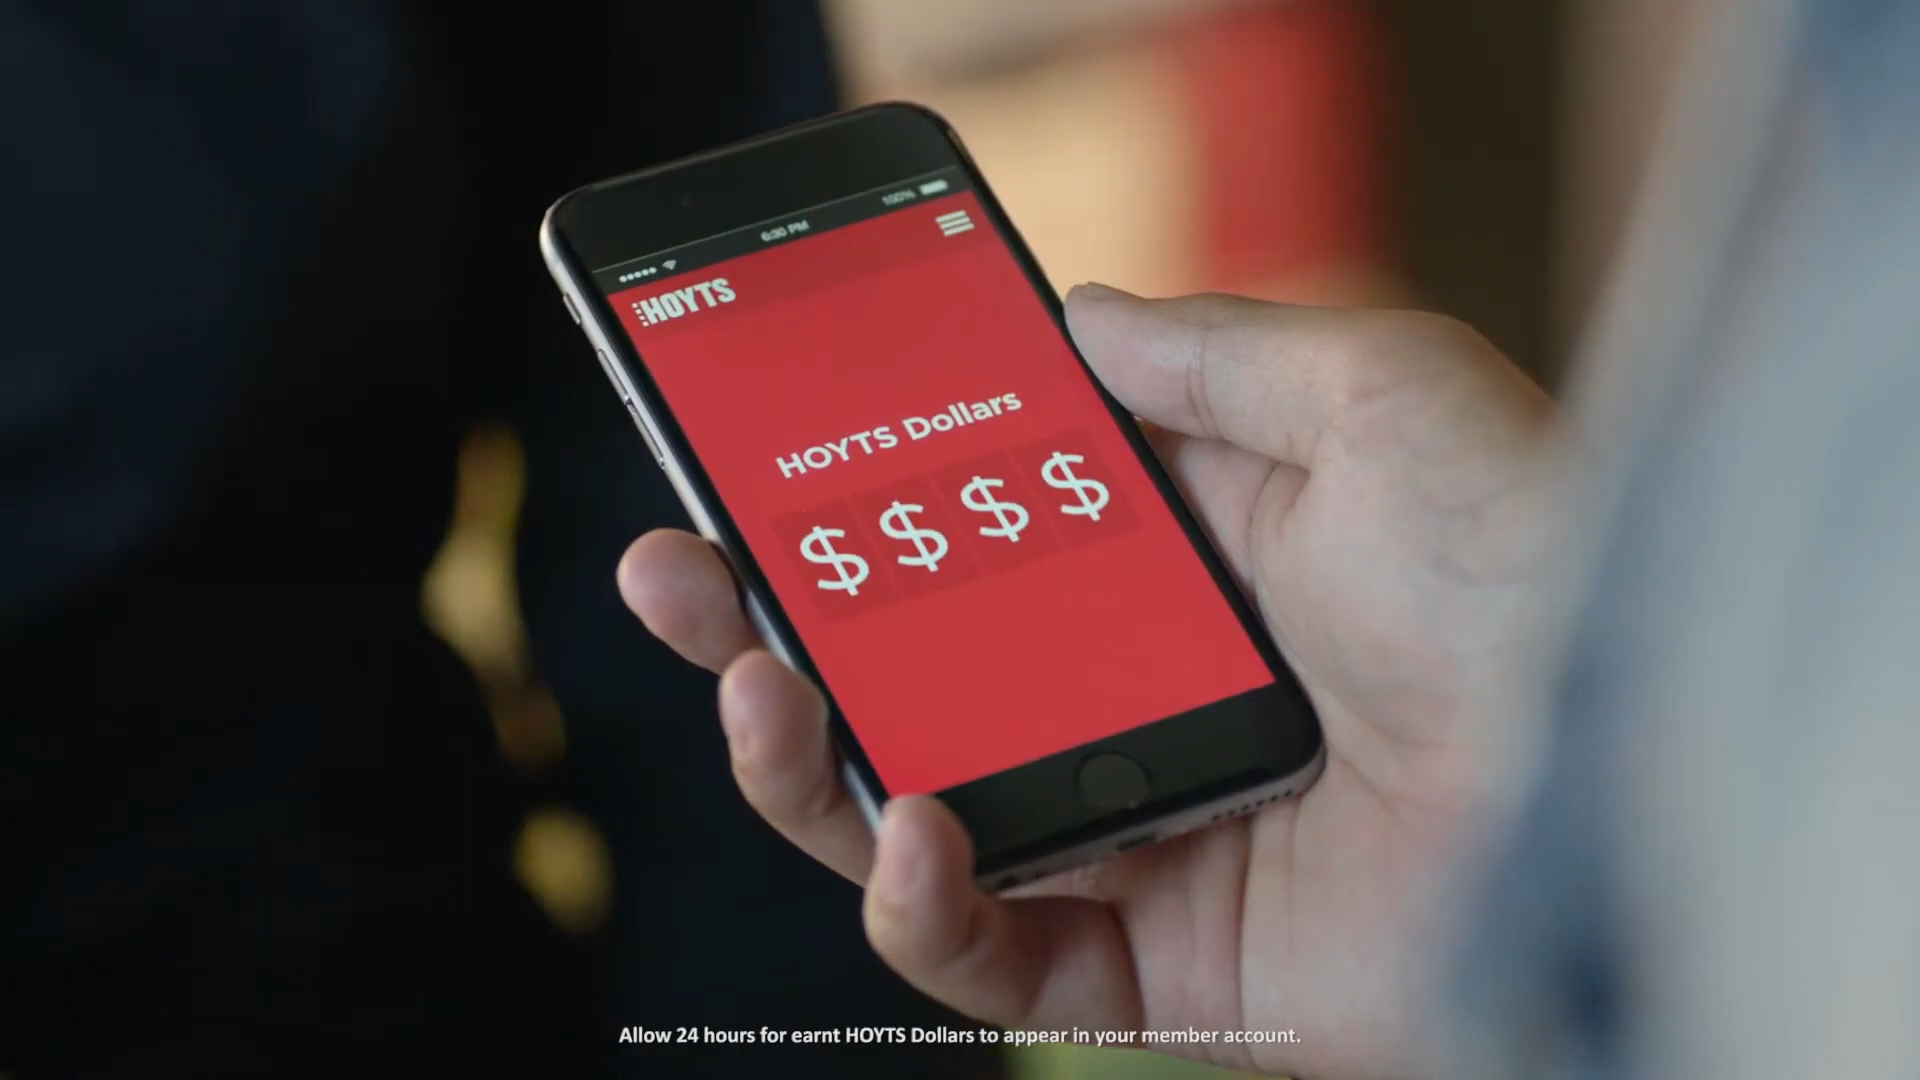 100%
6:30 PM
HOYTS
HOYTS Dollars
$ $ $ $
Allow 24 hours for earnt HOYTS Dollars to appear in your member account.